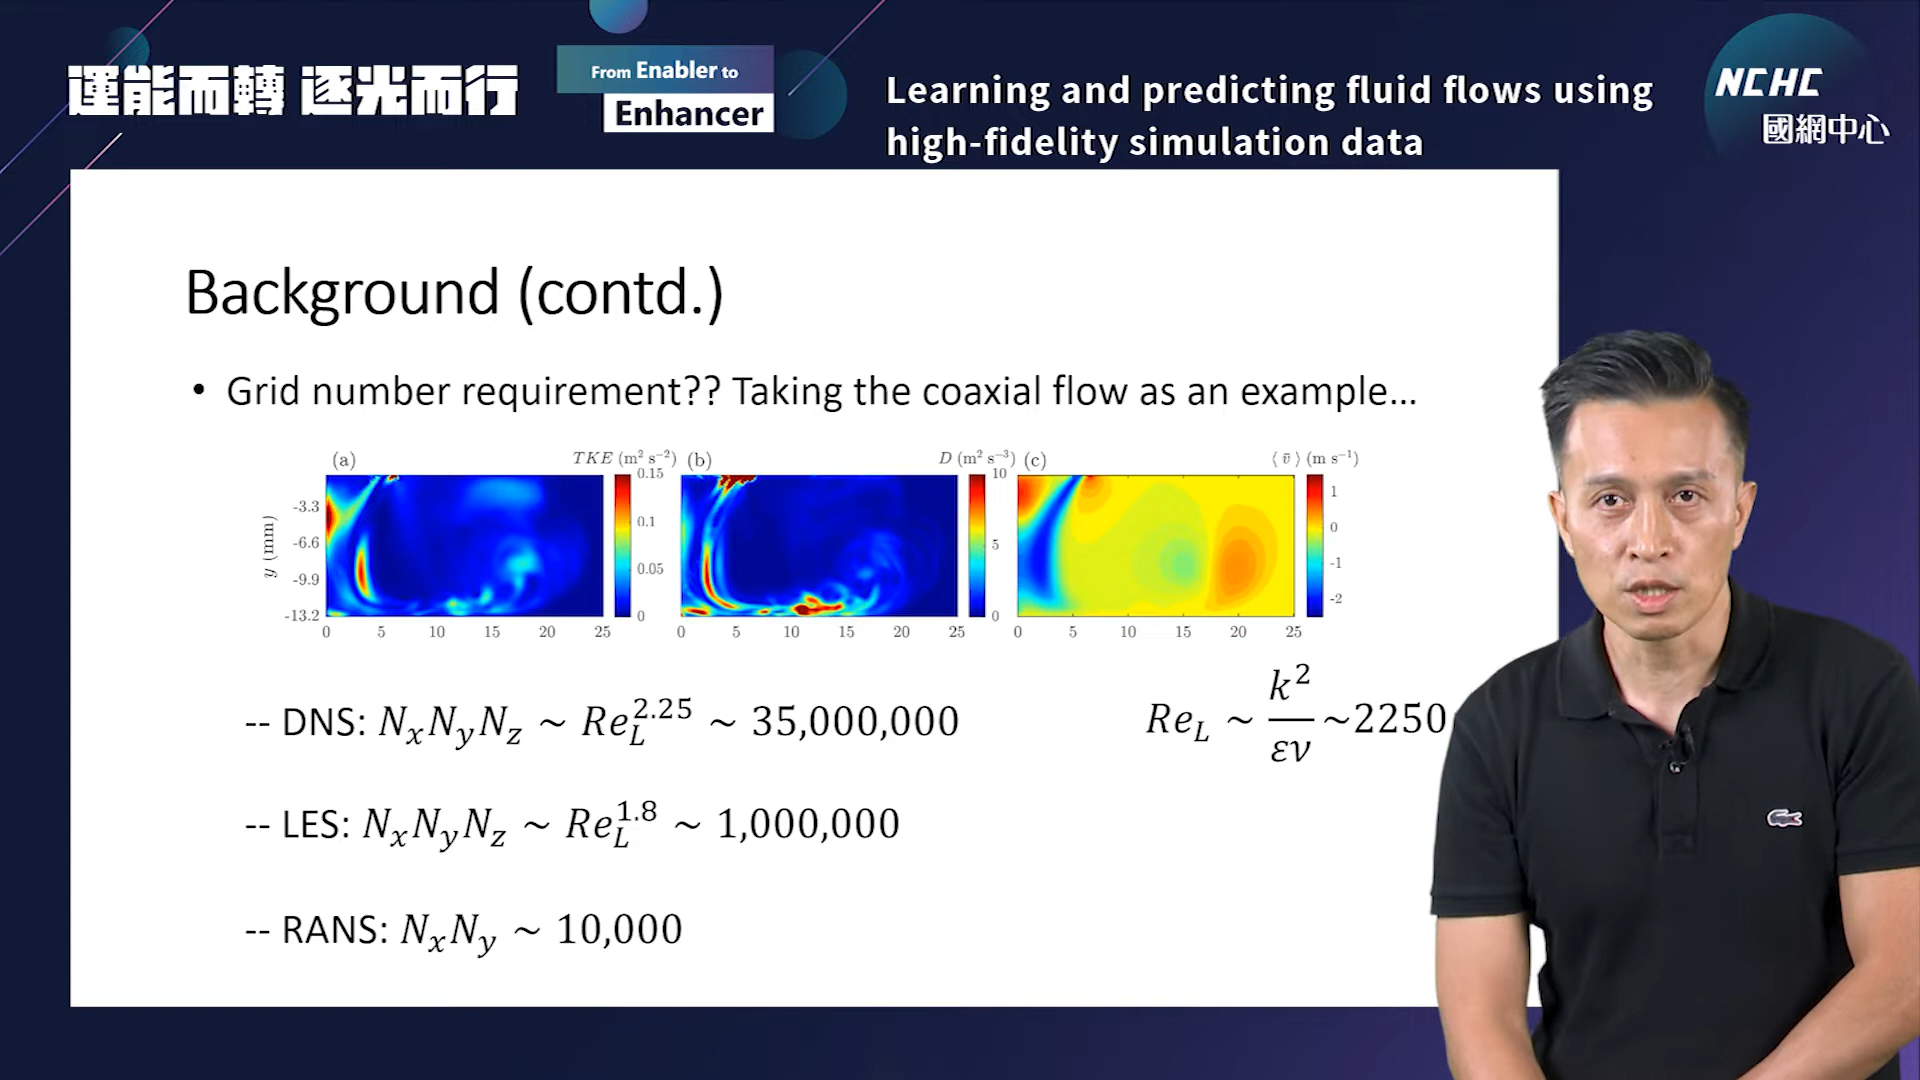 運能而轉 逐光而行
From Enabler to
Enhancer
Learning and predicting fluid flows using
high-fidelity simulation data
NCHC
國網中心
Background (contd.)
• Grid number requirement?? Taking the coaxial flow as an example...
(a) TKE (m² s⁻²) (b) D (m² s⁻³) (c) ⟨ ṽ ⟩ (m s⁻¹)
y (mm)
-3.3
-6.6
-9.9
-13.2
0 5 10 15 20 25
0.15
0.1
0.05
0
0 5 10 15 20 25
10
5
0
0 5 10 15 20 25
1
0
-1
-2
-- DNS: NₓNᵧN_z ~ Re_L^2.25 ~ 35,000,000
Re_L ~ k²/εν ~2250
-- LES: NₓNᵧN_z ~ Re_L^1.8 ~ 1,000,000
-- RANS: NₓNᵧ ~ 10,000